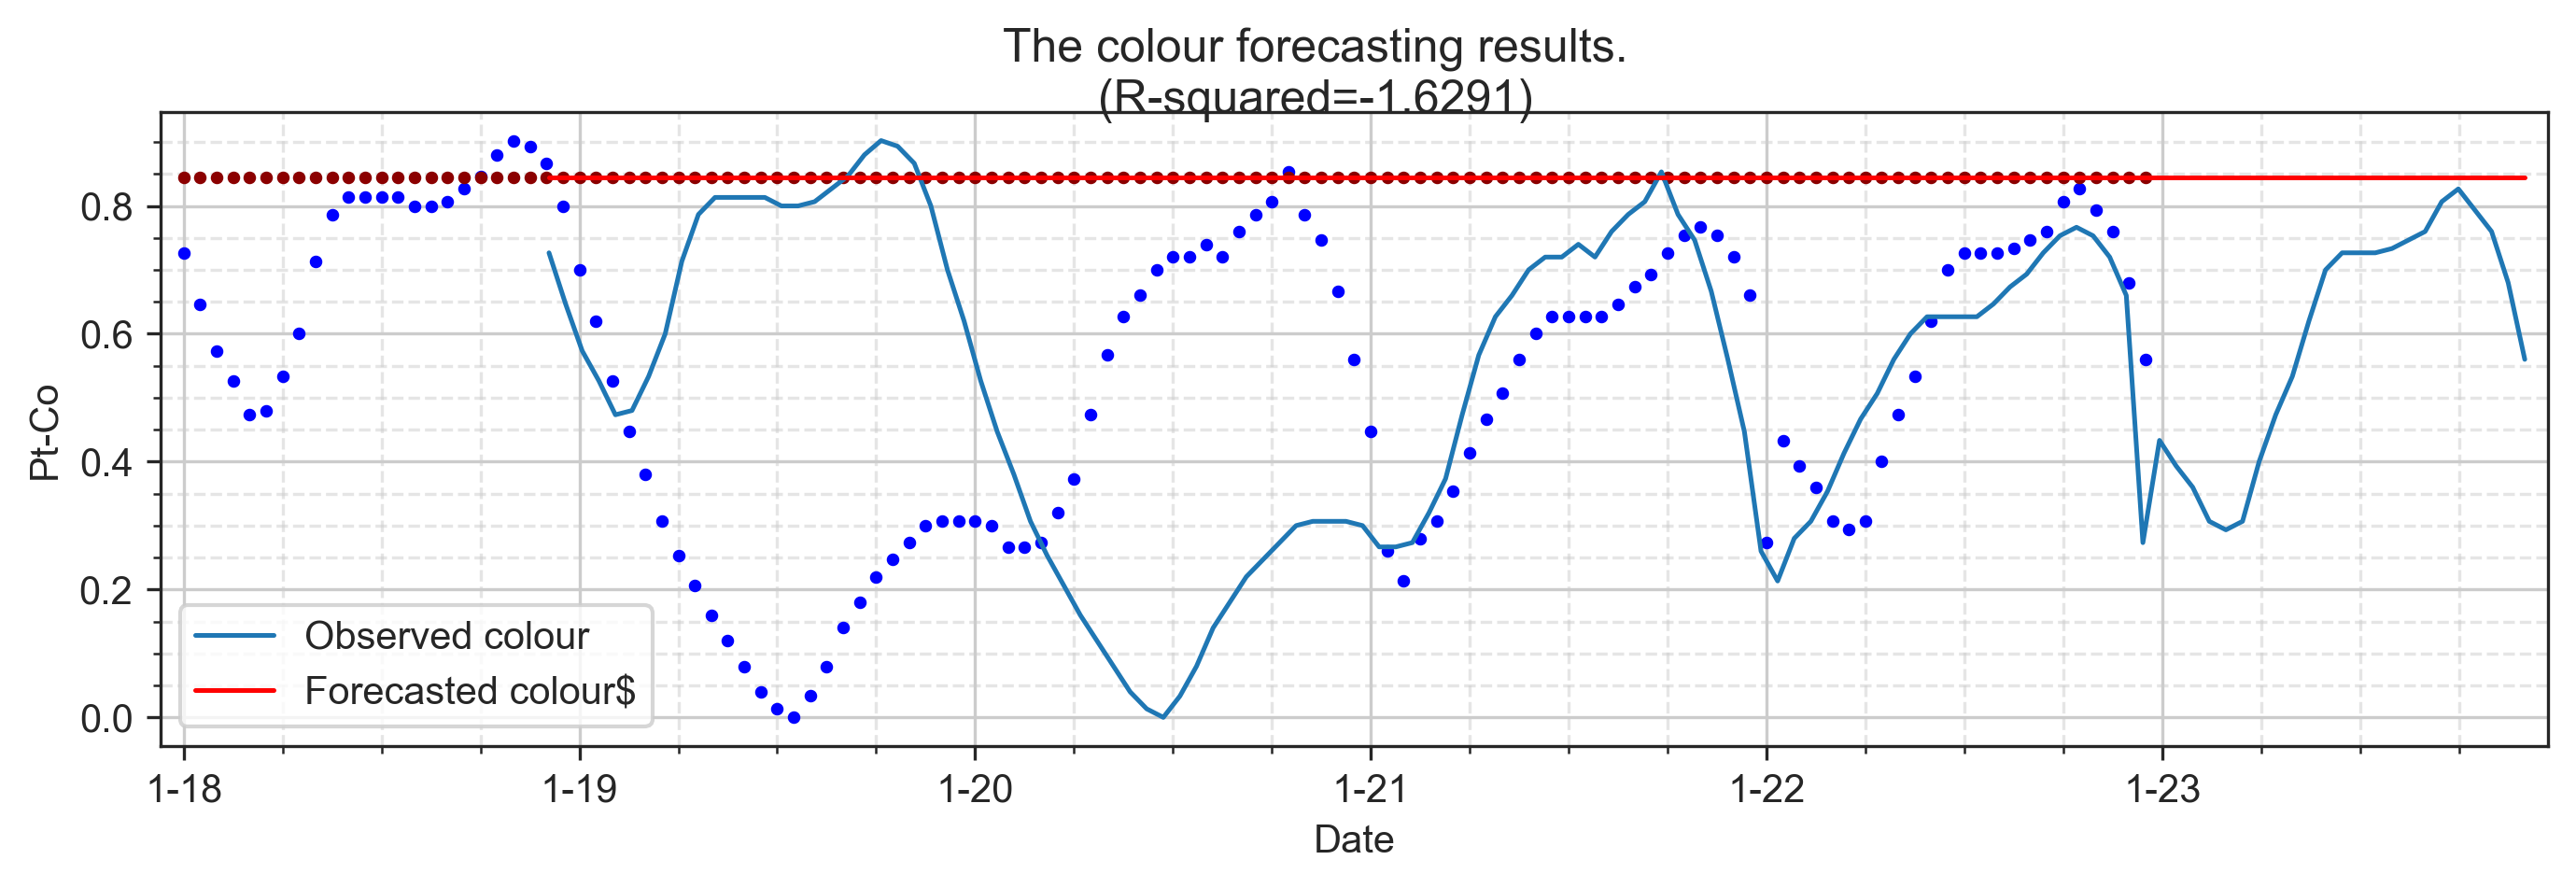 The colour forecasting results.
(R-squared=-1.6291)
Pt-Co
0.8
0.6
0.4
0.2
0.0
Observed colour
Forecasted colour$
1-18 1-19 1-20 1-21 1-22 1-23
Date